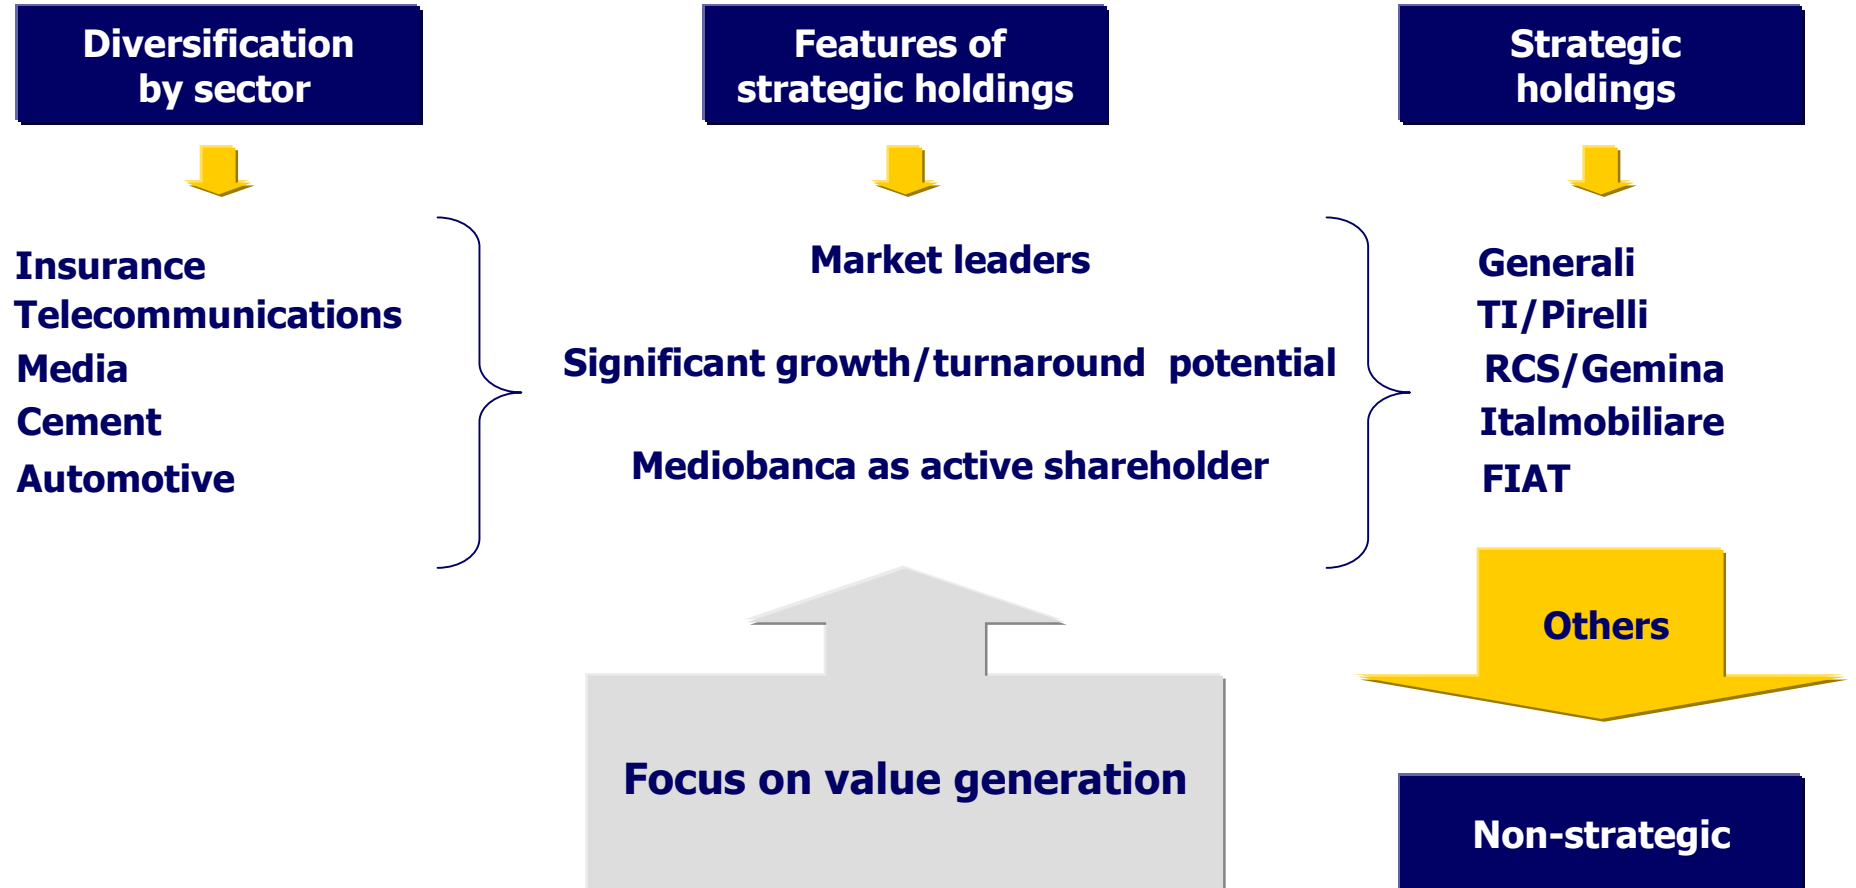 Diversification
by sector
Features of
strategic holdings
Strategic
holdings
Insurance
Telecommunications
Media
Cement
Automotive
Market leaders
Significant growth/turnaround potential
Mediobanca as active shareholder
Generali
TI/Pirelli
RCS/Gemina
Italmobiliare
FIAT
Others
Focus on value generation
Non-strategic